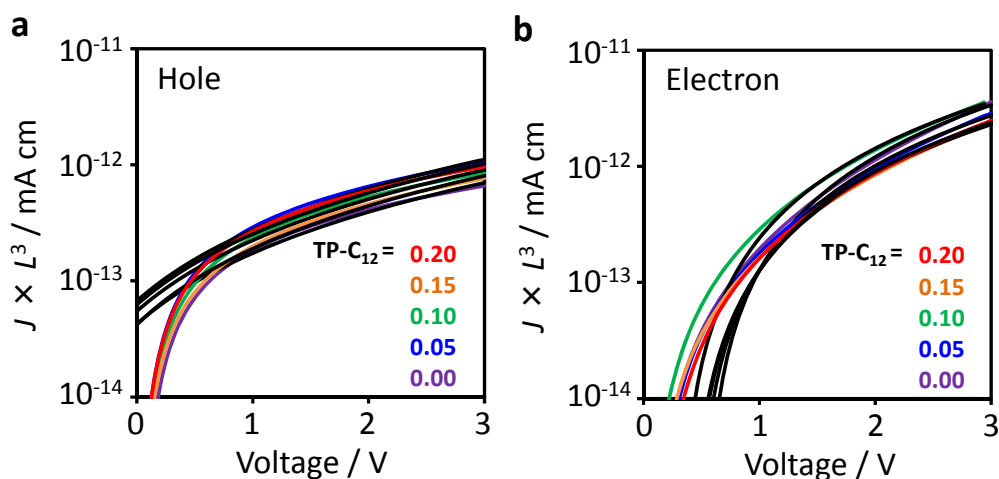 a
10⁻¹¹
10⁻¹²
10⁻¹³
10⁻¹⁴
J × L³ / mA cm
Hole
TP-C₁₂ =
0.20
0.15
0.10
0.05
0.00
0 1 2 3
Voltage / V
b
10⁻¹¹
10⁻¹²
10⁻¹³
10⁻¹⁴
J × L³ / mA cm
Electron
TP-C₁₂ =
0.20
0.15
0.10
0.05
0.00
0 1 2 3
Voltage / V